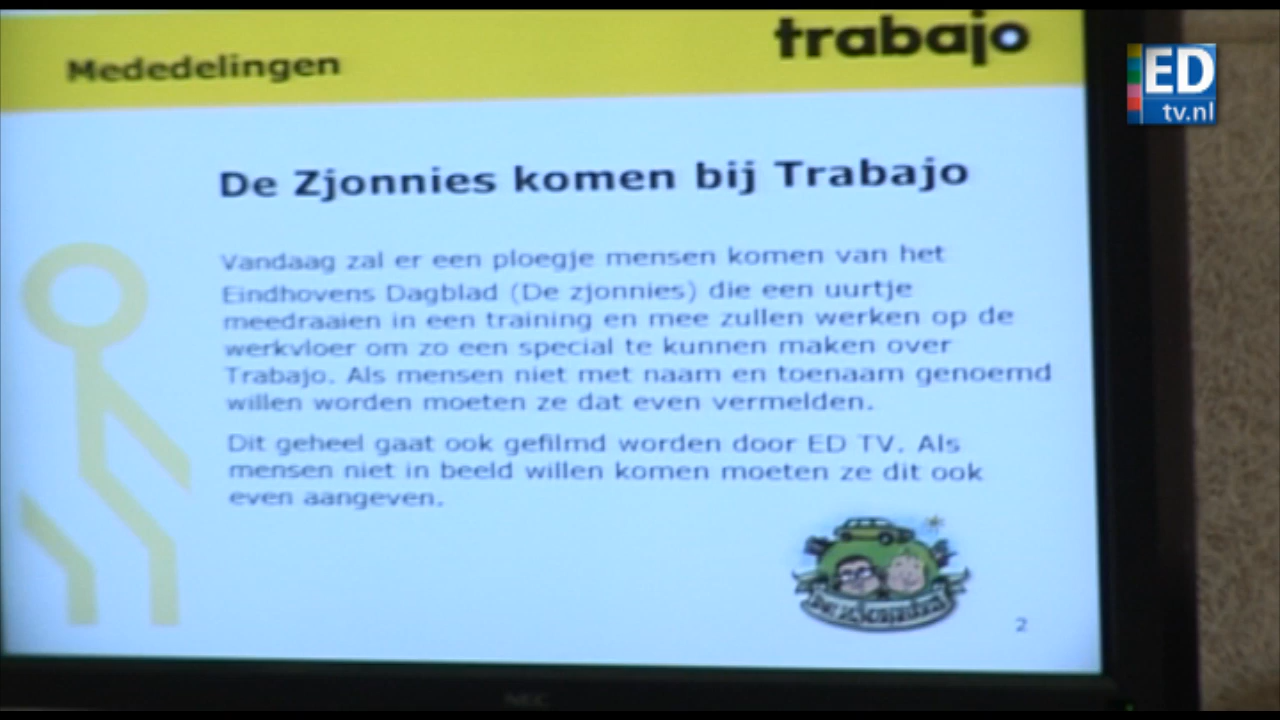 Mededelingen
trabajo
ED
tv.nl
De Zjonnies komen bij Trabajo
Vandaag zal er een ploegje mensen komen van het
Eindhovens Dagblad (De zjonnies) die een uurtje
meedraaien in een training en mee zullen werken op de
werkvloer om zo een special te kunnen maken over
Trabajo. Als mensen niet met naam en toenaam genoemd
willen worden moeten ze dat even vermelden.
Dit geheel gaat ook gefilmd worden door ED TV. Als
mensen niet in beeld willen komen moeten ze dit ook
even aangeven.
2
NEC